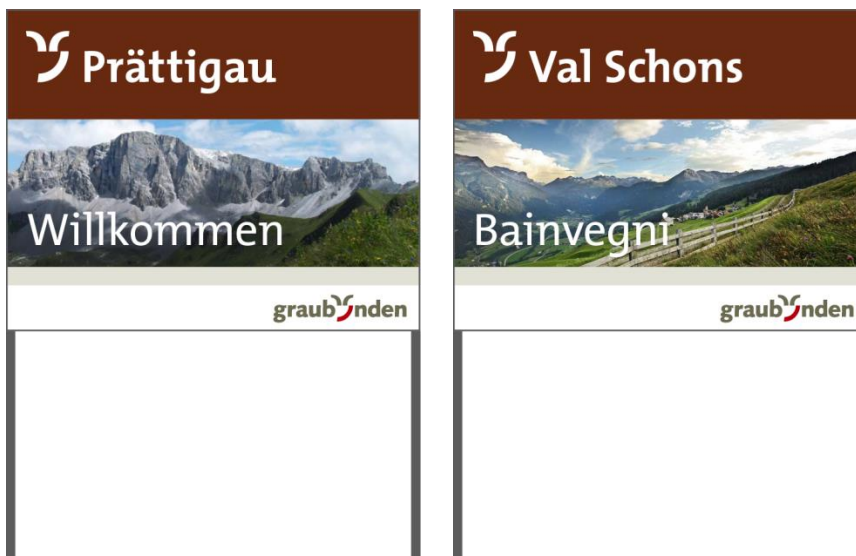 Prättigau
Willkommen
graubünden
Val Schons
Bainvegni
graubünden